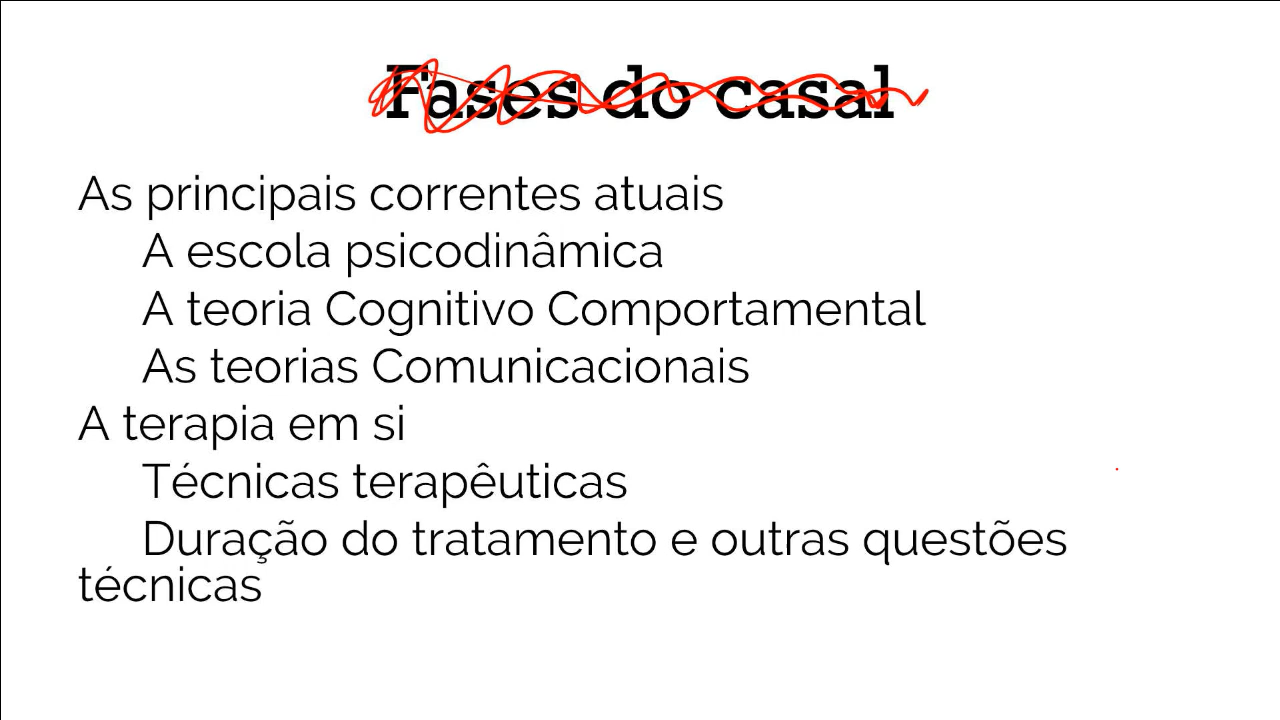 Fases do casal
As principais correntes atuais
A escola psicodinâmica
A teoria Cognitivo Comportamental
As teorias Comunicacionais
A terapia em si
Técnicas terapêuticas
Duração do tratamento e outras questões
técnicas